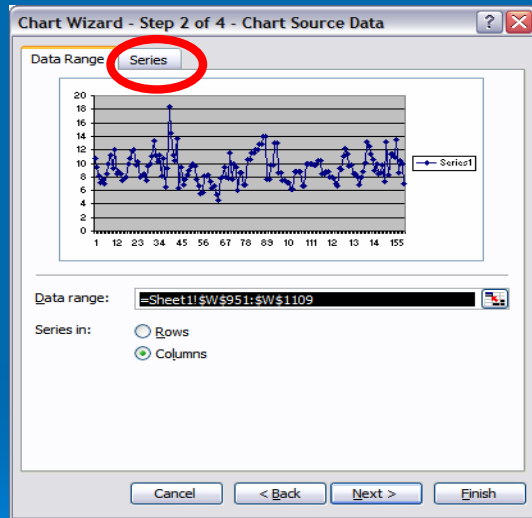 Chart Wizard - Step 2 of 4 - Chart Source Data
Data Range Series
20
18
16
14
12
10
8
6
4
2
0
Series1
1 12 23 34 45 56 67 78 89 10 111 12 13 14 155
Data range: =Sheet1!$W$951:$W$1109
Series in: Rows
Columns
Cancel < Back Next > Finish